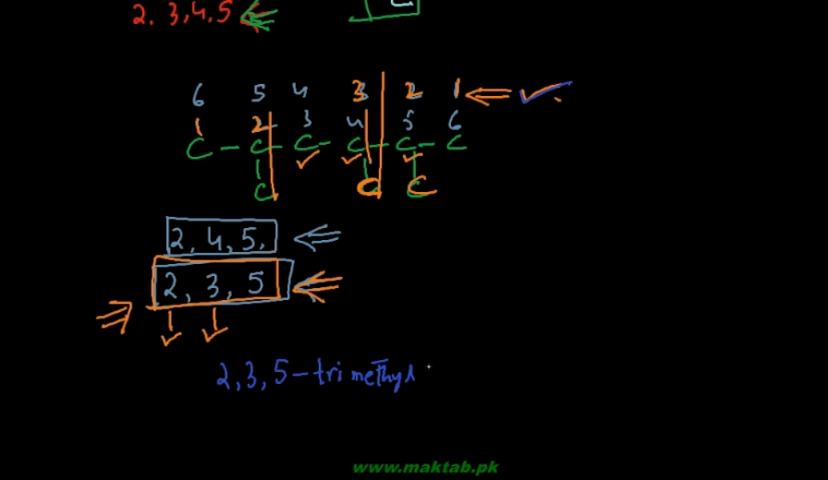 2. 3,4,5
6 5 4 3 2 1
1 2 3 4 5 6
C - C - C - C - C - C
C C C
2, 4, 5,
2, 3, 5
2,3,5-trimethyl
www.maktab.pk